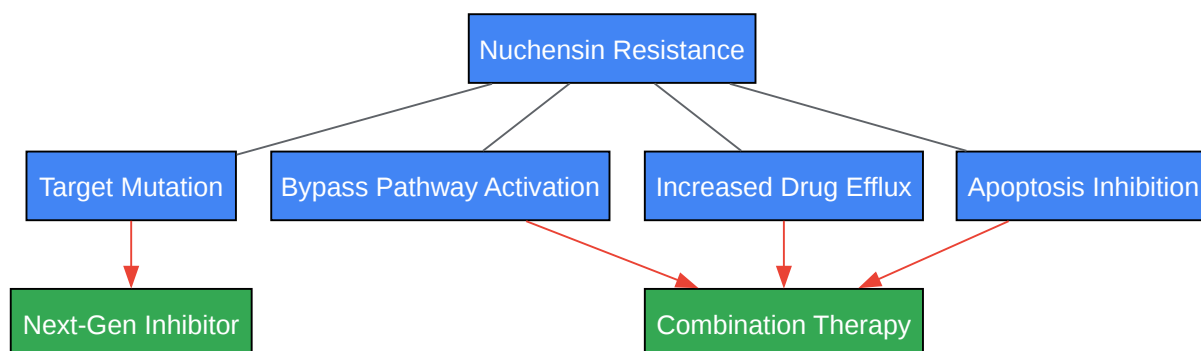 Nuchensin Resistance
Target Mutation
Bypass Pathway Activation
Increased Drug Efflux
Apoptosis Inhibition
Next-Gen Inhibitor
Combination Therapy